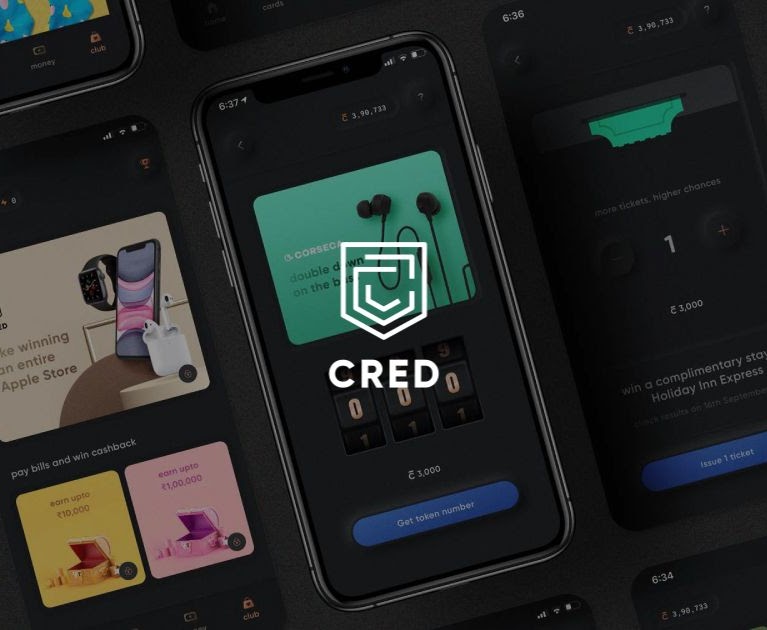 home
cards
money
club
6:37
3,90,733
?
CORSECA
double down
on the bass
CRED
0 0 0
1 1 1
3,000
Get token number
6:36
3,90,733
?
more tickets. higher chances
1
3,000
win a complimentary stay
Holiday Inn Express
check results on 16th September
Issue 1 ticket
0
winning
an entire
Apple Store
pay bills and win cashback
earn upto
₹10,000
earn upto
₹1,00,000
club
6:34
3,90,733